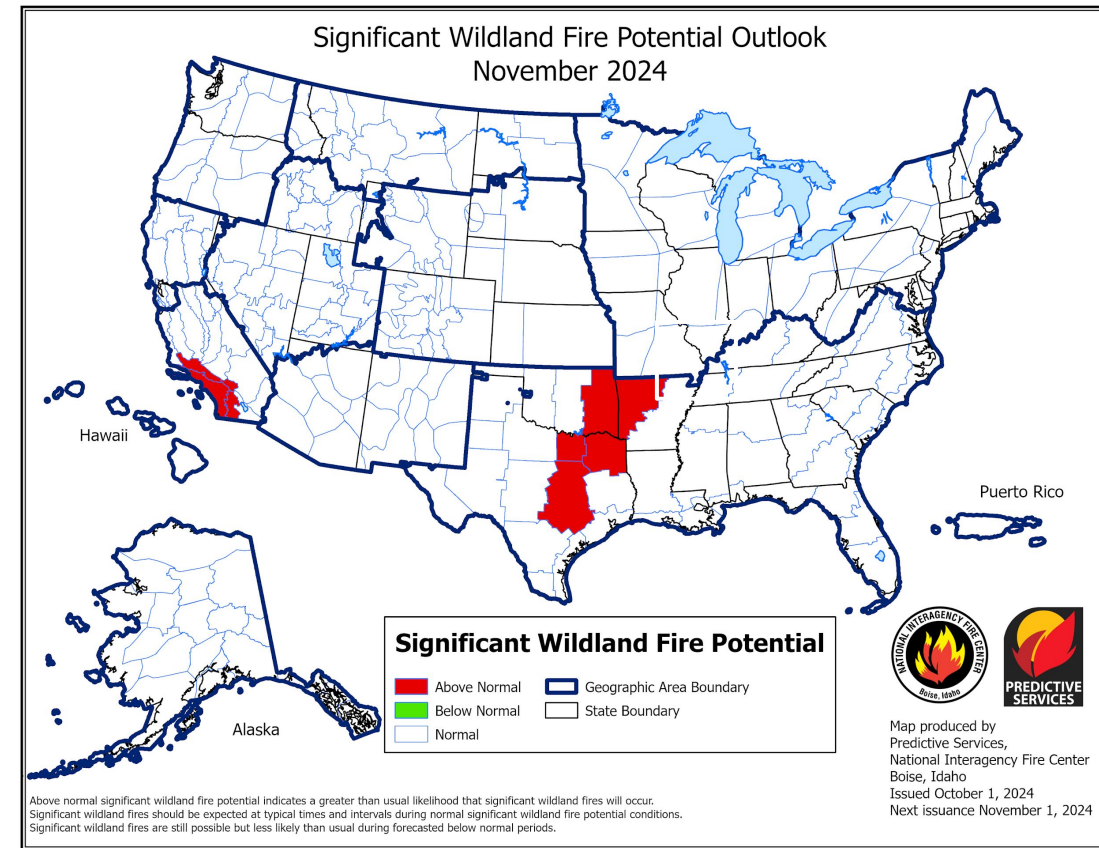 Significant Wildland Fire Potential Outlook
November 2024
Hawaii
Puerto Rico
Alaska
Significant Wildland Fire Potential
Above Normal
Geographic Area Boundary
Below Normal
State Boundary
Normal
NATIONAL INTERAGENCY FIRE CENTER
Boise, Idaho
PREDICTIVE
SERVICES
Map produced by
Predictive Services,
National Interagency Fire Center
Boise, Idaho
Issued October 1, 2024
Next issuance November 1, 2024
Above normal significant wildland fire potential indicates a greater than usual likelihood that significant wildland fires will occur.
Significant wildland fires should be expected at typical times and intervals during normal significant wildland fire potential conditions.
Significant wildland fires are still possible but less likely than usual during forecasted below normal periods.